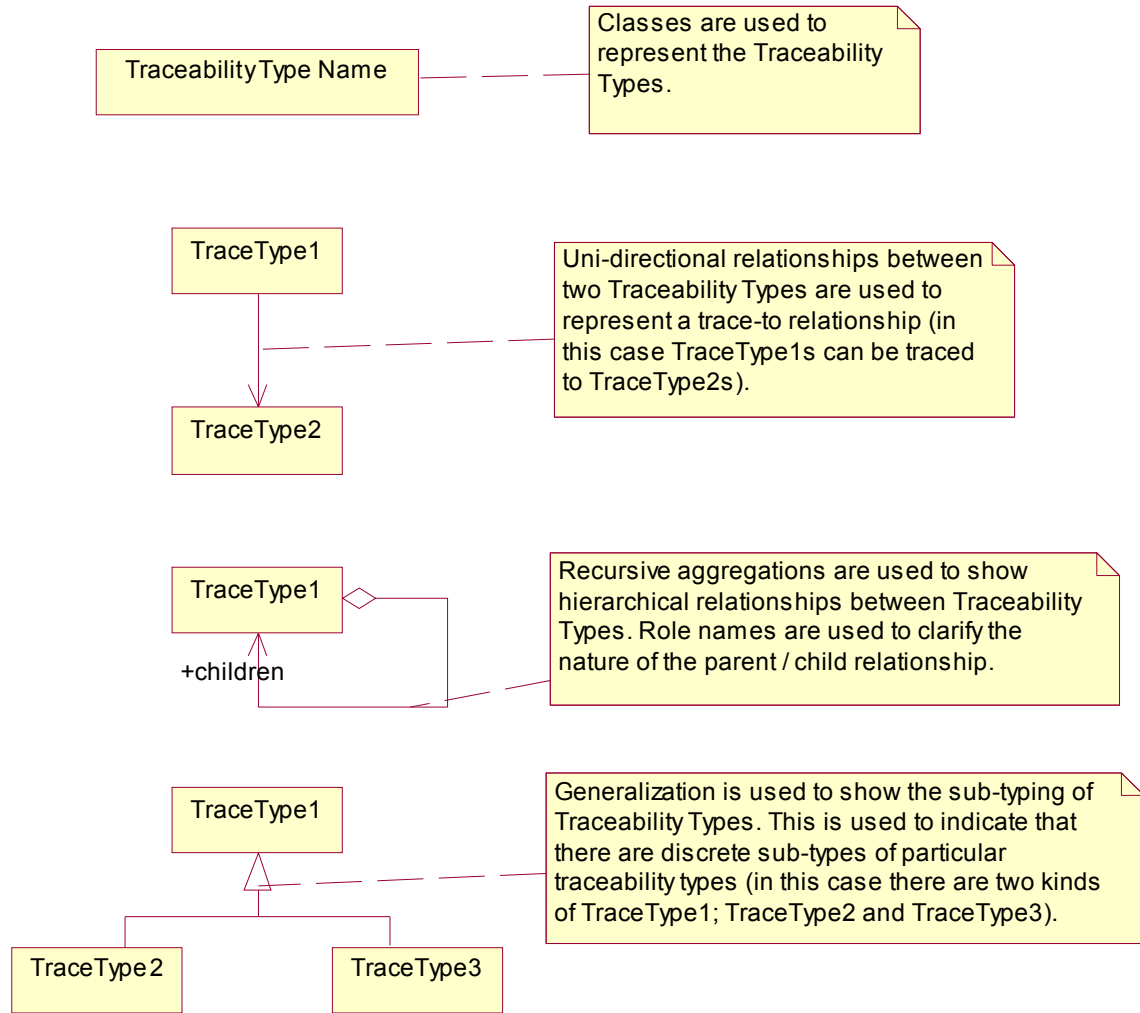 TraceabilityType Name
Classes are used to
represent the Traceability
Types.
TraceType1
Uni-directional relationships between
two Traceability Types are used to
represent a trace-to relationship (in
this case TraceType1s can be traced
to TraceType2s).
TraceType2
TraceType1
+children
Recursive aggregations are used to show
hierarchical relationships between Traceability
Types. Role names are used to clarify the
nature of the parent / child relationship.
TraceType1
Generalization is used to show the sub-typing of
Traceability Types. This is used to indicate that
there are discrete sub-types of particular
traceability types (in this case there are two kinds
of TraceType1; TraceType2 and TraceType3).
TraceType2
TraceType3